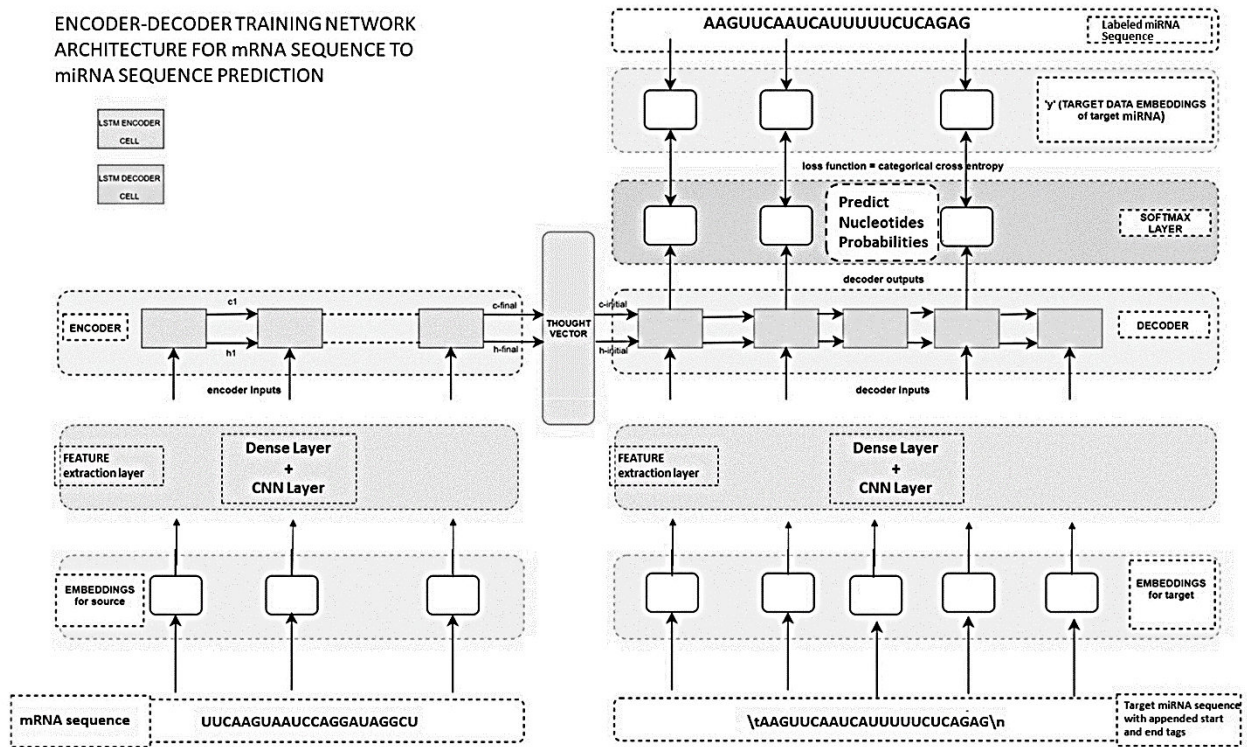 ENCODER-DECODER TRAINING NETWORK
ARCHITECTURE FOR mRNA SEQUENCE TO
miRNA SEQUENCE PREDICTION
LSTM ENCODER
CELL
LSTM DECODER
CELL
AAGUUCAAUCAUUUUUCUCAGAG
Labeled miRNA
Sequence
'y' (TARGET DATA EMBEDDINGS
of target miRNA)
loss function = categorical cross entropy
Predict
Nucleotides
Probabilities
SOFTMAX
LAYER
decoder outputs
ENCODER
c1
h1
c-final
h-final
THOUGHT
VECTOR
c-initial
h-initial
DECODER
encoder inputs
decoder inputs
FEATURE
extraction layer
Dense Layer
+
CNN Layer
FEATURE
extraction layer
Dense Layer
+
CNN Layer
EMBEDDINGS
for source
EMBEDDINGS
for target
mRNA sequence
UUCAAGUAAUCCAGGAUAGGCU
\tAAGUUCAAUCAUUUUUCUCAGAG\n
Target miRNA sequence
with appended start
and end tags